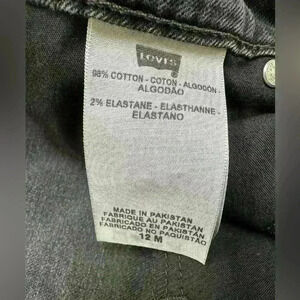 LEVI'S
98% COTTON - COTON - ALGODON -
ALGODÃO
2% ELASTANE - ELASTHANNE -
ELASTANO
MADE IN PAKISTAN
FABRIQUE AU PAKISTAN
FABRICADO EN PAKISTÁN
FABRICADO NO PAQUISTÃO
12 M